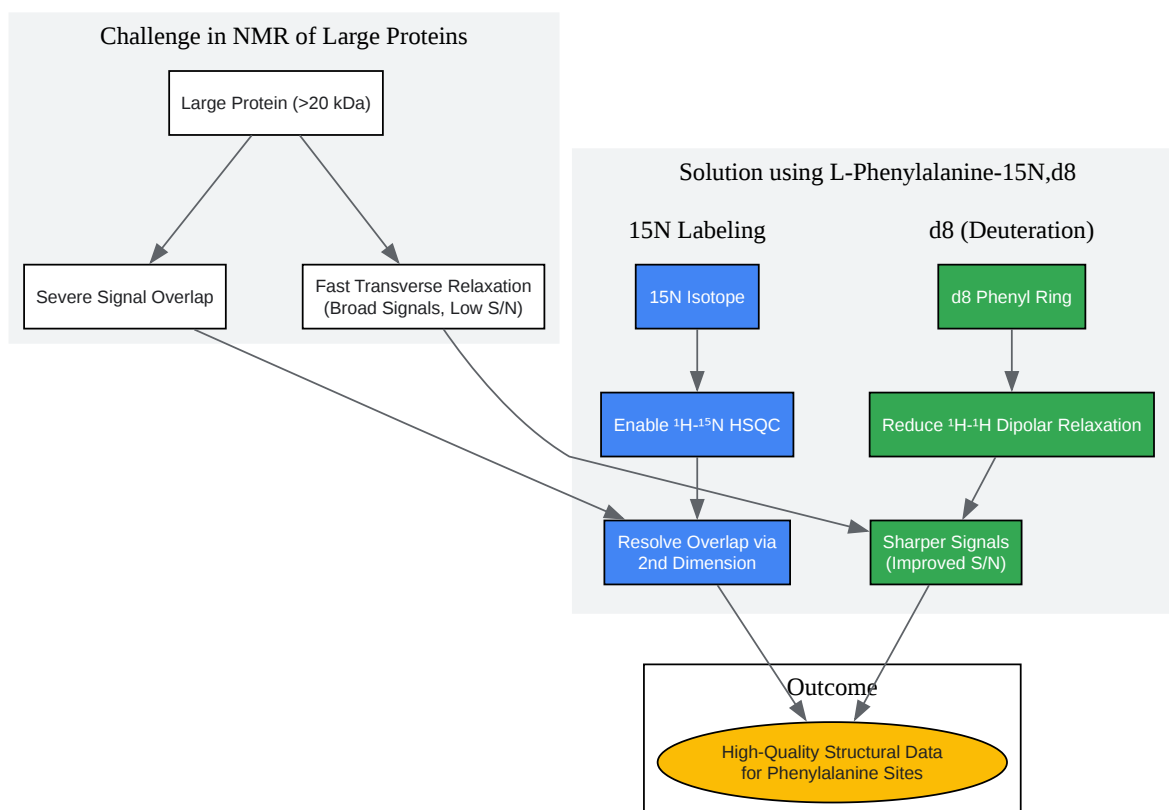 Challenge in NMR of Large Proteins
Large Protein (>20 kDa)
Severe Signal Overlap
Fast Transverse Relaxation
(Broad Signals, Low S/N)
Solution using L-Phenylalanine-15N,d8
15N Labeling
d8 (Deuteration)
15N Isotope
d8 Phenyl Ring
Enable ¹H-¹⁵N HSQC
Reduce ¹H-¹H Dipolar Relaxation
Resolve Overlap via
2nd Dimension
Sharper Signals
(Improved S/N)
Outcome
High-Quality Structural Data
for Phenylalanine Sites